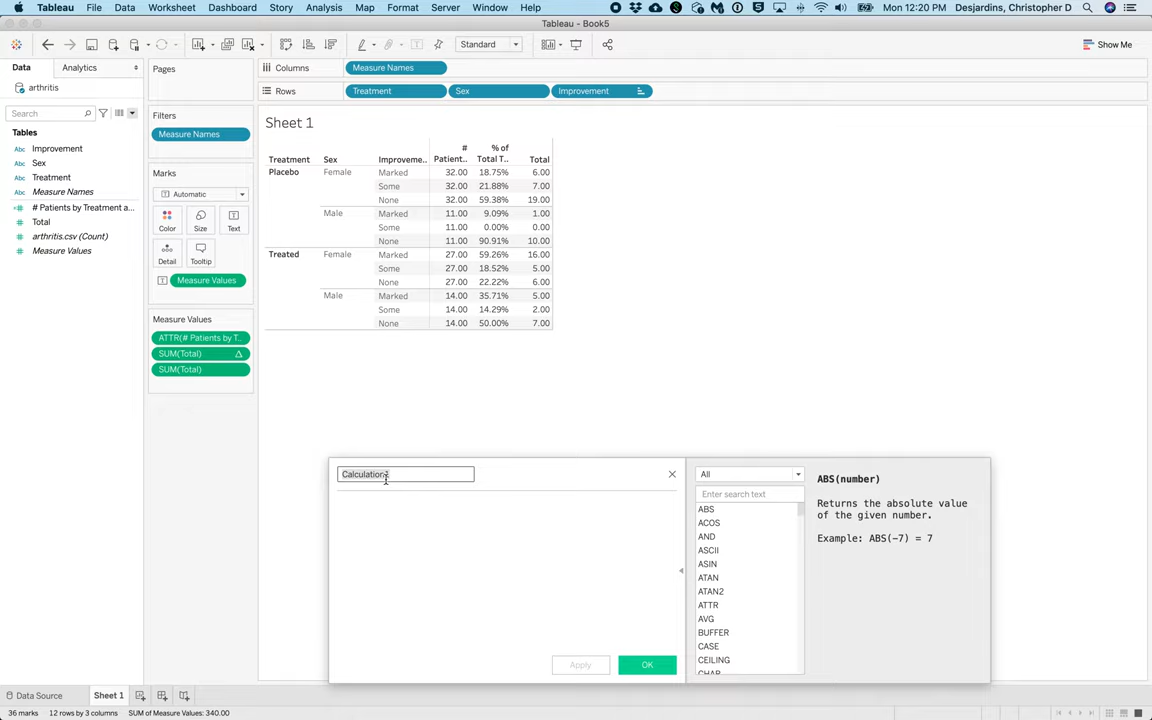 Tableau File Data Worksheet Dashboard Story Analysis Map Format Server Window Help Mon 12:20 PM Desjardins, Christopher D
Tableau - Book5
Standard Show Me
Data Analytics Pages Columns Measure Names
arthritis Rows Treatment Sex Improvement
Search Filters Sheet 1
Tables Measure Names
Abc Improvement
Abc Sex
Abc Treatment
Abc Measure Names
# Patients by Treatment a...
Total
arthritis.csv (Count)
Measure Values
Marks
Automatic
Color Size Text
Detail Tooltip
Measure Values
Measure Values
ATTR(# Patients by T..
SUM(Total)
SUM(Total)
# % of
Treatment Sex Improveme.. Patient.. Total T.. Total
Placebo Female Marked 32.00 18.75% 6.00
Some 32.00 21.88% 7.00
None 32.00 59.38% 19.00
Male Marked 11.00 9.09% 1.00
Some 11.00 0.00% 0.00
None 11.00 90.91% 10.00
Treated Female Marked 27.00 59.26% 16.00
Some 27.00 18.52% 5.00
None 27.00 22.22% 6.00
Male Marked 14.00 35.71% 5.00
Some 14.00 14.29% 2.00
None 14.00 50.00% 7.00
All
Enter search text
ABS
ACOS
AND
ASCII
ASIN
ATAN
ATAN2
ATTR
AVG
BUFFER
CASE
CEILING
CHAR
ABS(number)
Returns the absolute value
of the given number.
Example: ABS(-7) = 7
Apply OK
Data Source Sheet 1
36 marks 12 rows by 3 columns SUM of Measure Values: 340.00